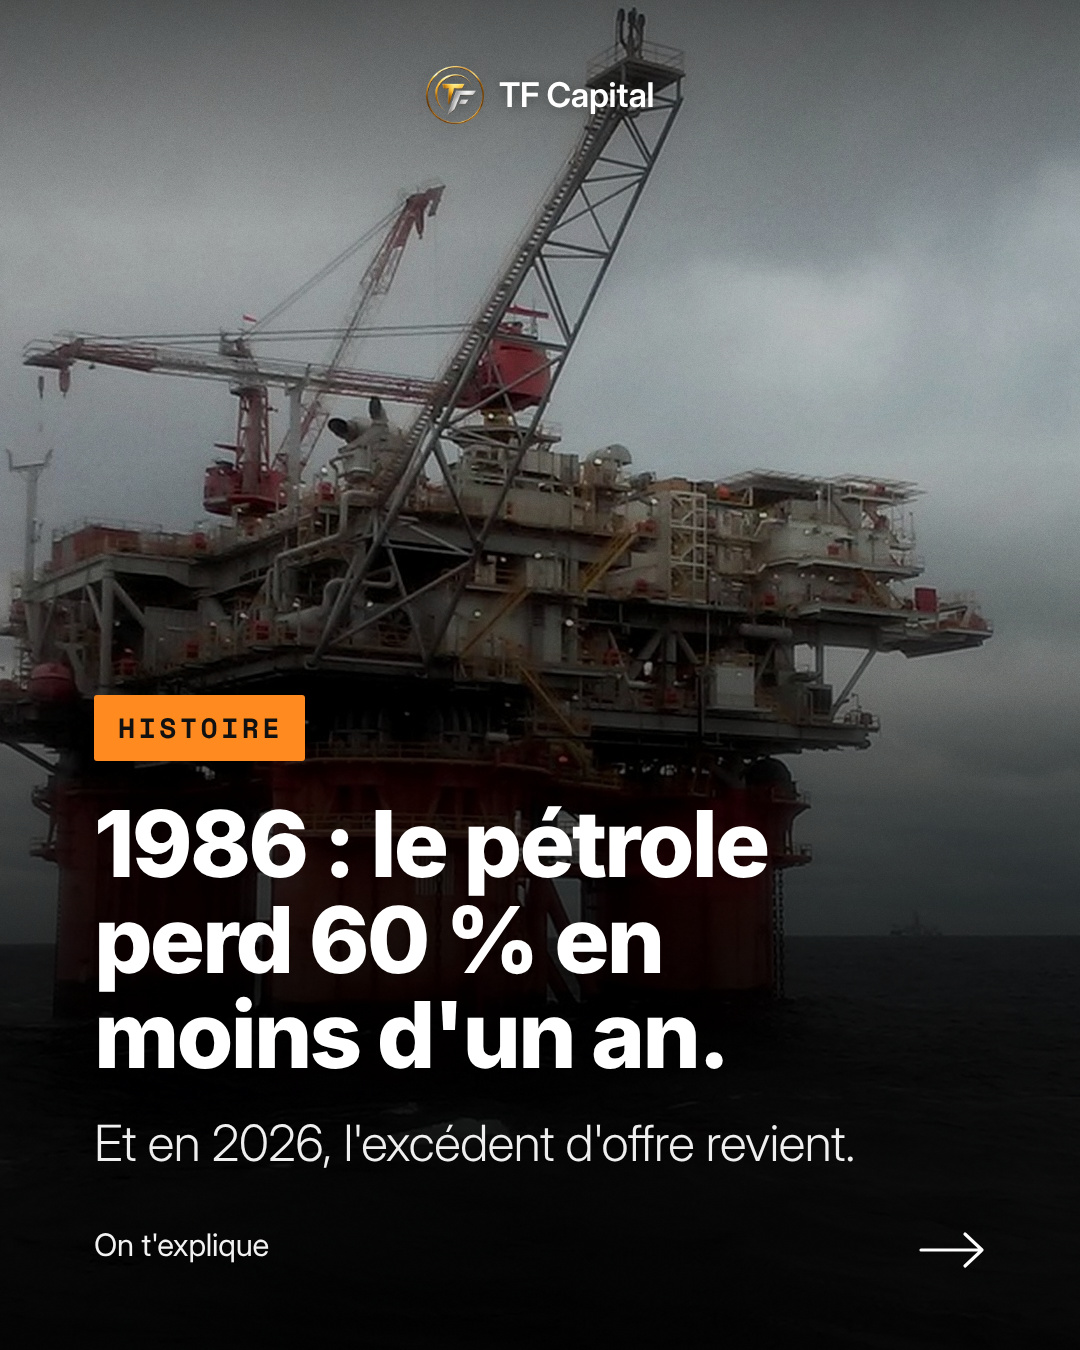 TF Capital
HISTOIRE
1986 : le pétrole
perd 60 % en
moins d'un an.
Et en 2026, l'excédent d'offre revient.
On t'explique